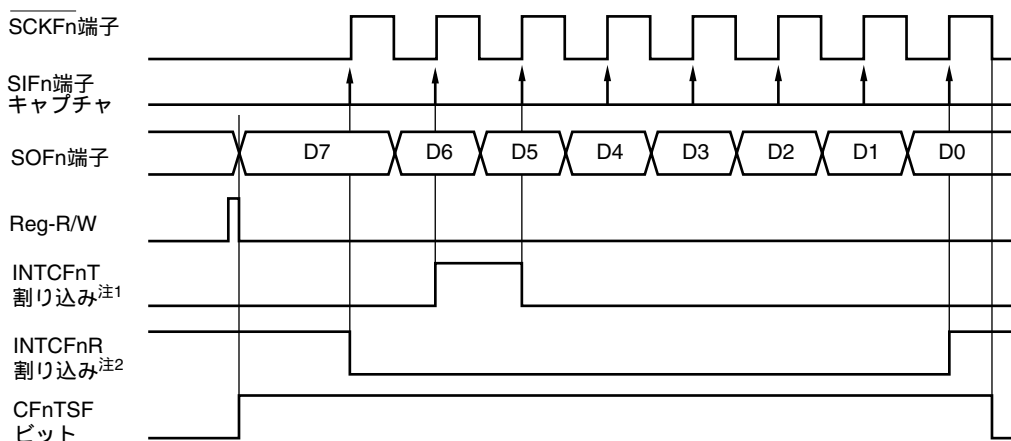 SCKFn端子
SIFn端子
キャプチャ
SOFn端子
D7 D6 D5 D4 D3 D2 D1 D0
Reg-R/W
INTCFnT
割り込み注1
INTCFnR
割り込み注2
CFnTSF
ビット